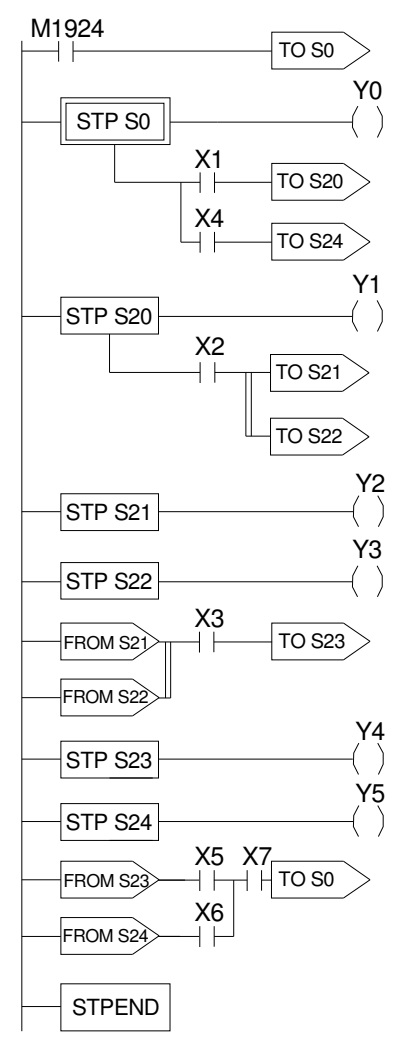 M1924
TO S0
Y0
STP S0
X1
TO S20
X4
TO S24
Y1
STP S20
X2
TO S21
TO S22
Y2
STP S21
Y3
STP S22
X3
FROM S21
TO S23
FROM S22
Y4
STP S23
Y5
STP S24
X5 X7
FROM S23
TO S0
X6
FROM S24
STPEND